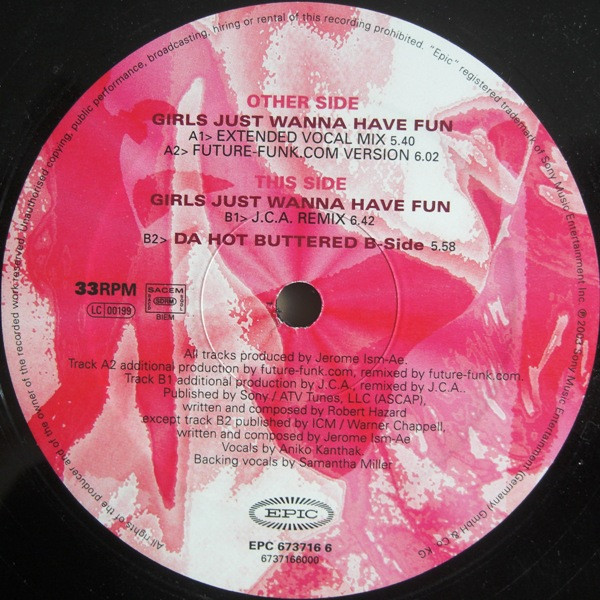 OTHER SIDE
GIRLS JUST WANNA HAVE FUN
A1> EXTENDED VOCAL MIX 5.40
A2> FUTURE-FUNK.COM VERSION 6.02
THIS SIDE
GIRLS JUST WANNA HAVE FUN
B1> J.C.A. REMIX 6.42
B2> DA HOT BUTTERED B-Side 5.58
33RPM
LC 00199
SACEM
SDRM
BIEM
All tracks produced by Jerome Ism-Ae.
Track A2 additional production by future-funk.com, remixed by future-funk.com.
Track B1 additional production by J.C.A., remixed by J.C.A..
Published by Sony / ATV Tunes, LLC (ASCAP),
written and composed by Robert Hazard
except track B2 published by ICM / Warner Chappell,
written and composed by Jerome Ism-Ae
Vocals by Aniko Kanthak,
Backing vocals by Samantha Miller
EPIC
EPC 673716 6
6737166000
All rights of the producer and of the owner of the recorded work reserved. Unauthorised copying, public performance, broadcasting, hiring or rental of this recording prohibited. "Epic" registered trademark of Sony Music Entertainment Inc. ℗ Sony Music Entertainment (Germany) GmbH & Co KG